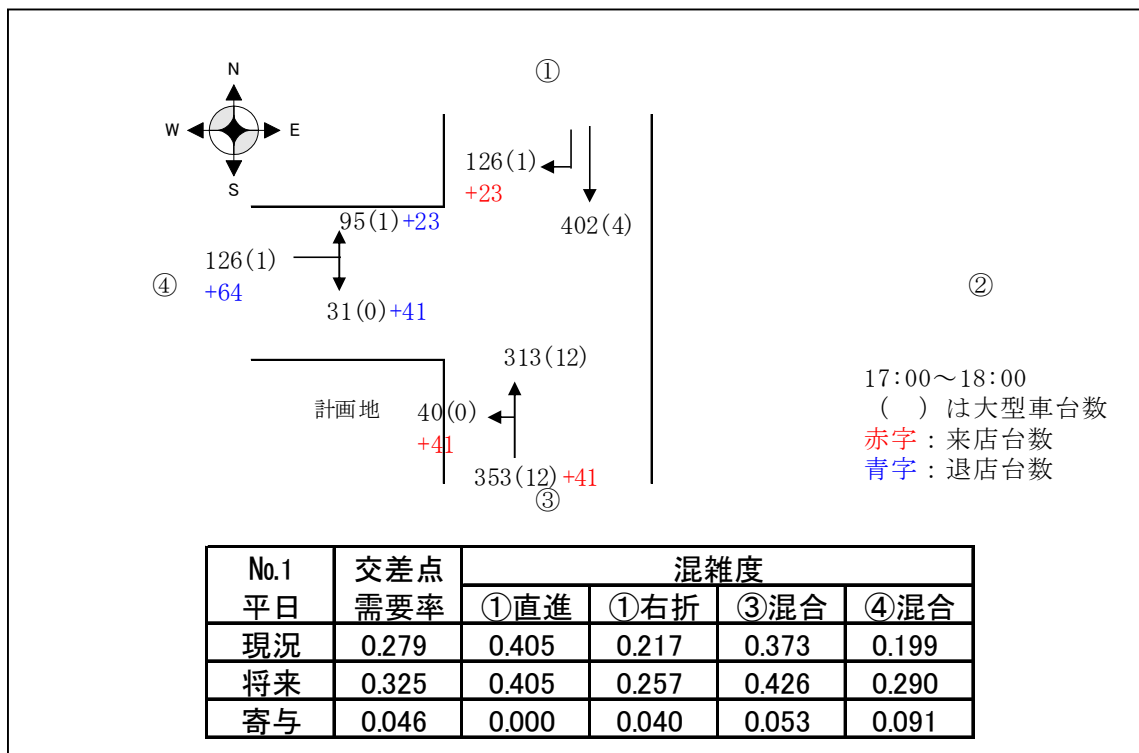 ①
N
W E
S
126(1)
+23
402(4)
95(1)+23
126(1)
+64
④
31(0)+41
②
313(12)
計画地
40(0)
+41
353(12)+41
③
17:00～18:00
(　)は大型車台数
赤字：来店台数
青字：退店台数
№1 交差点 混雑度
平日 需要率 ①直進 ①右折 ③混合 ④混合
現況 0.279 0.405 0.217 0.373 0.199
将来 0.325 0.405 0.257 0.426 0.290
寄与 0.046 0.000 0.040 0.053 0.091